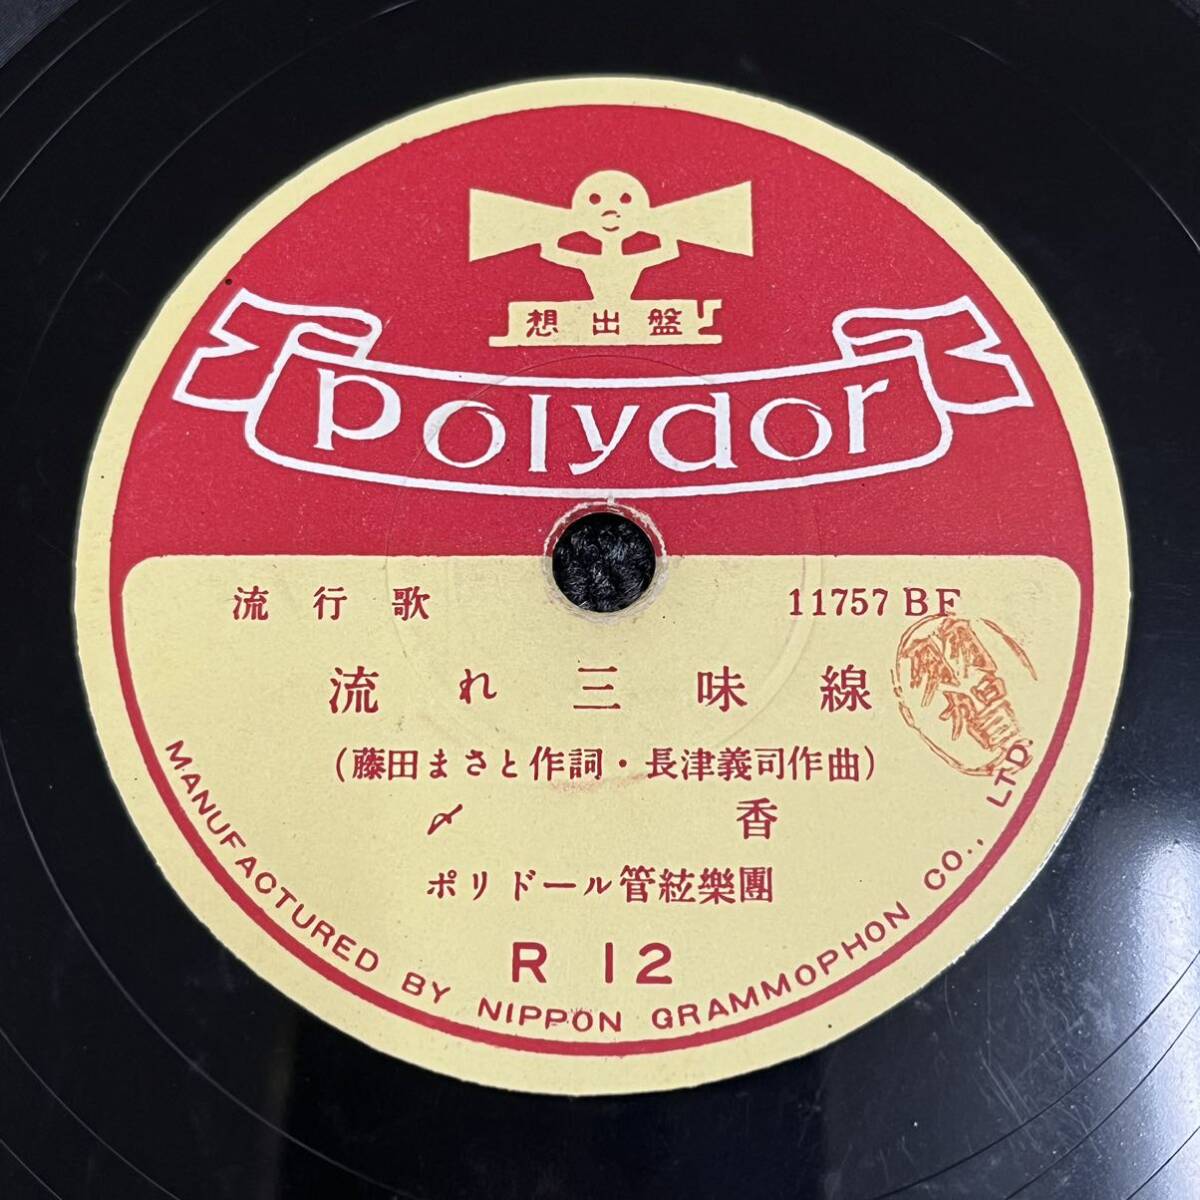 想出盤
polydor
流行歌
11757 BF
流れ三味線
(藤田まさと作詞・長津義司作曲)
〆香
ポリドール管絃樂團
R 12
MANUFACTURED BY NIPPON GRAMMOPHON CO., LTD.